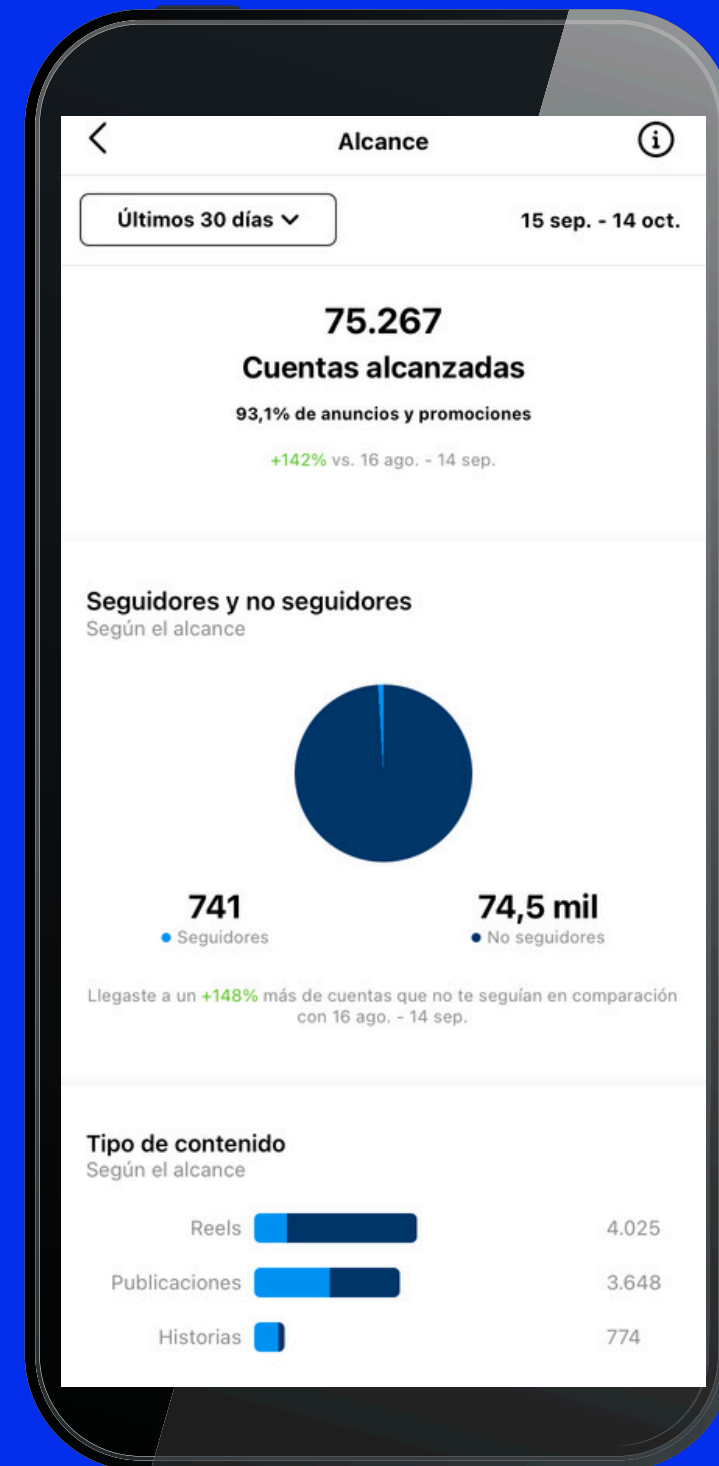 Alcance
Últimos 30 días
15 sep. - 14 oct.
75.267
Cuentas alcanzadas
93,1% de anuncios y promociones
+142% vs. 16 ago. - 14 sep.
Seguidores y no seguidores
Según el alcance
741
Seguidores
74,5 mil
No seguidores
Llegaste a un +148% más de cuentas que no te seguían en comparación
con 16 ago. - 14 sep.
Tipo de contenido
Según el alcance
Reels 4.025
Publicaciones 3.648
Historias 774